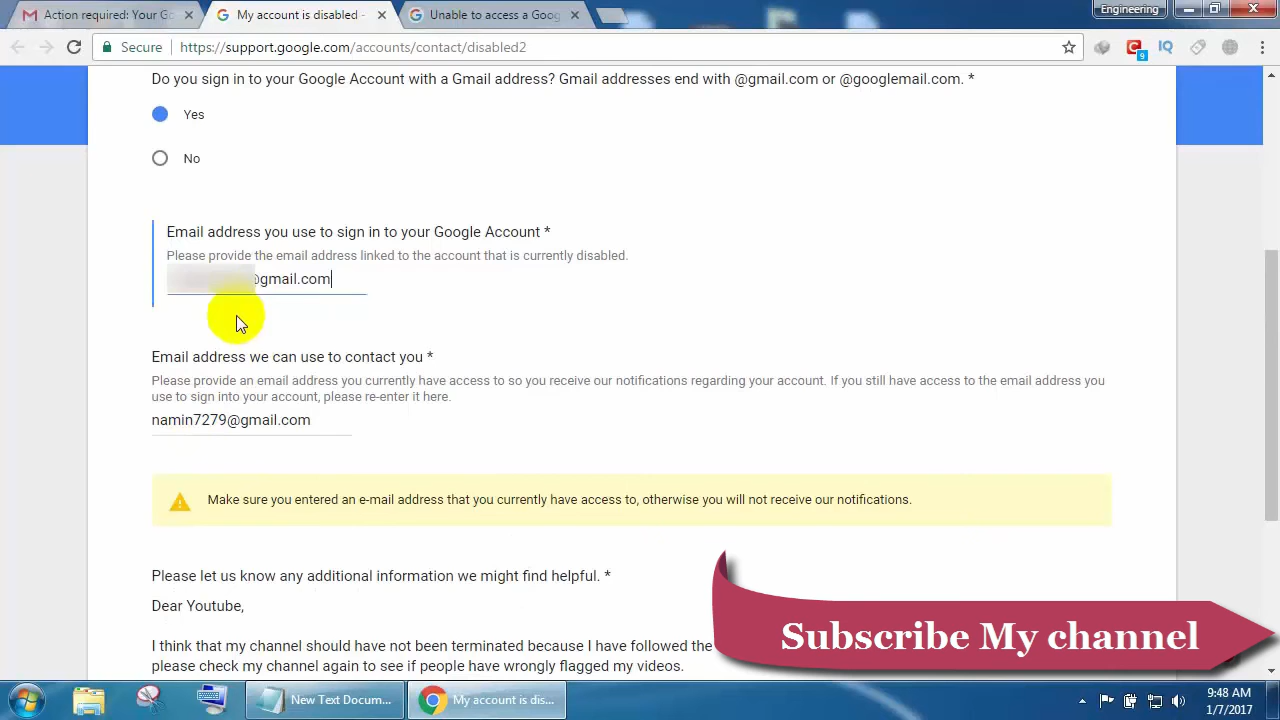 Action required: Your Go
My account is disabled -
Unable to access a Goog
Engineering
Secure
https://support.google.com/accounts/contact/disabled2
9
Do you sign in to your Google Account with a Gmail address? Gmail addresses end with @gmail.com or @googlemail.com. *
Yes
No
Email address you use to sign in to your Google Account *
Please provide the email address linked to the account that is currently disabled.
@gmail.com
Email address we can use to contact you *
Please provide an email address you currently have access to so you receive our notifications regarding your account. If you still have access to the email address you
use to sign into your account, please re-enter it here.
namin7279@gmail.com
Make sure you entered an e-mail address that you currently have access to, otherwise you will not receive our notifications.
Please let us know any additional information we might find helpful. *
Dear Youtube,
I think that my channel should have not been terminated because I have followed the
please check my channel again to see if people have wrongly flagged my videos.
Subscribe My channel
New Text Docum...
My account is dis...
9:48 AM
1/7/2017